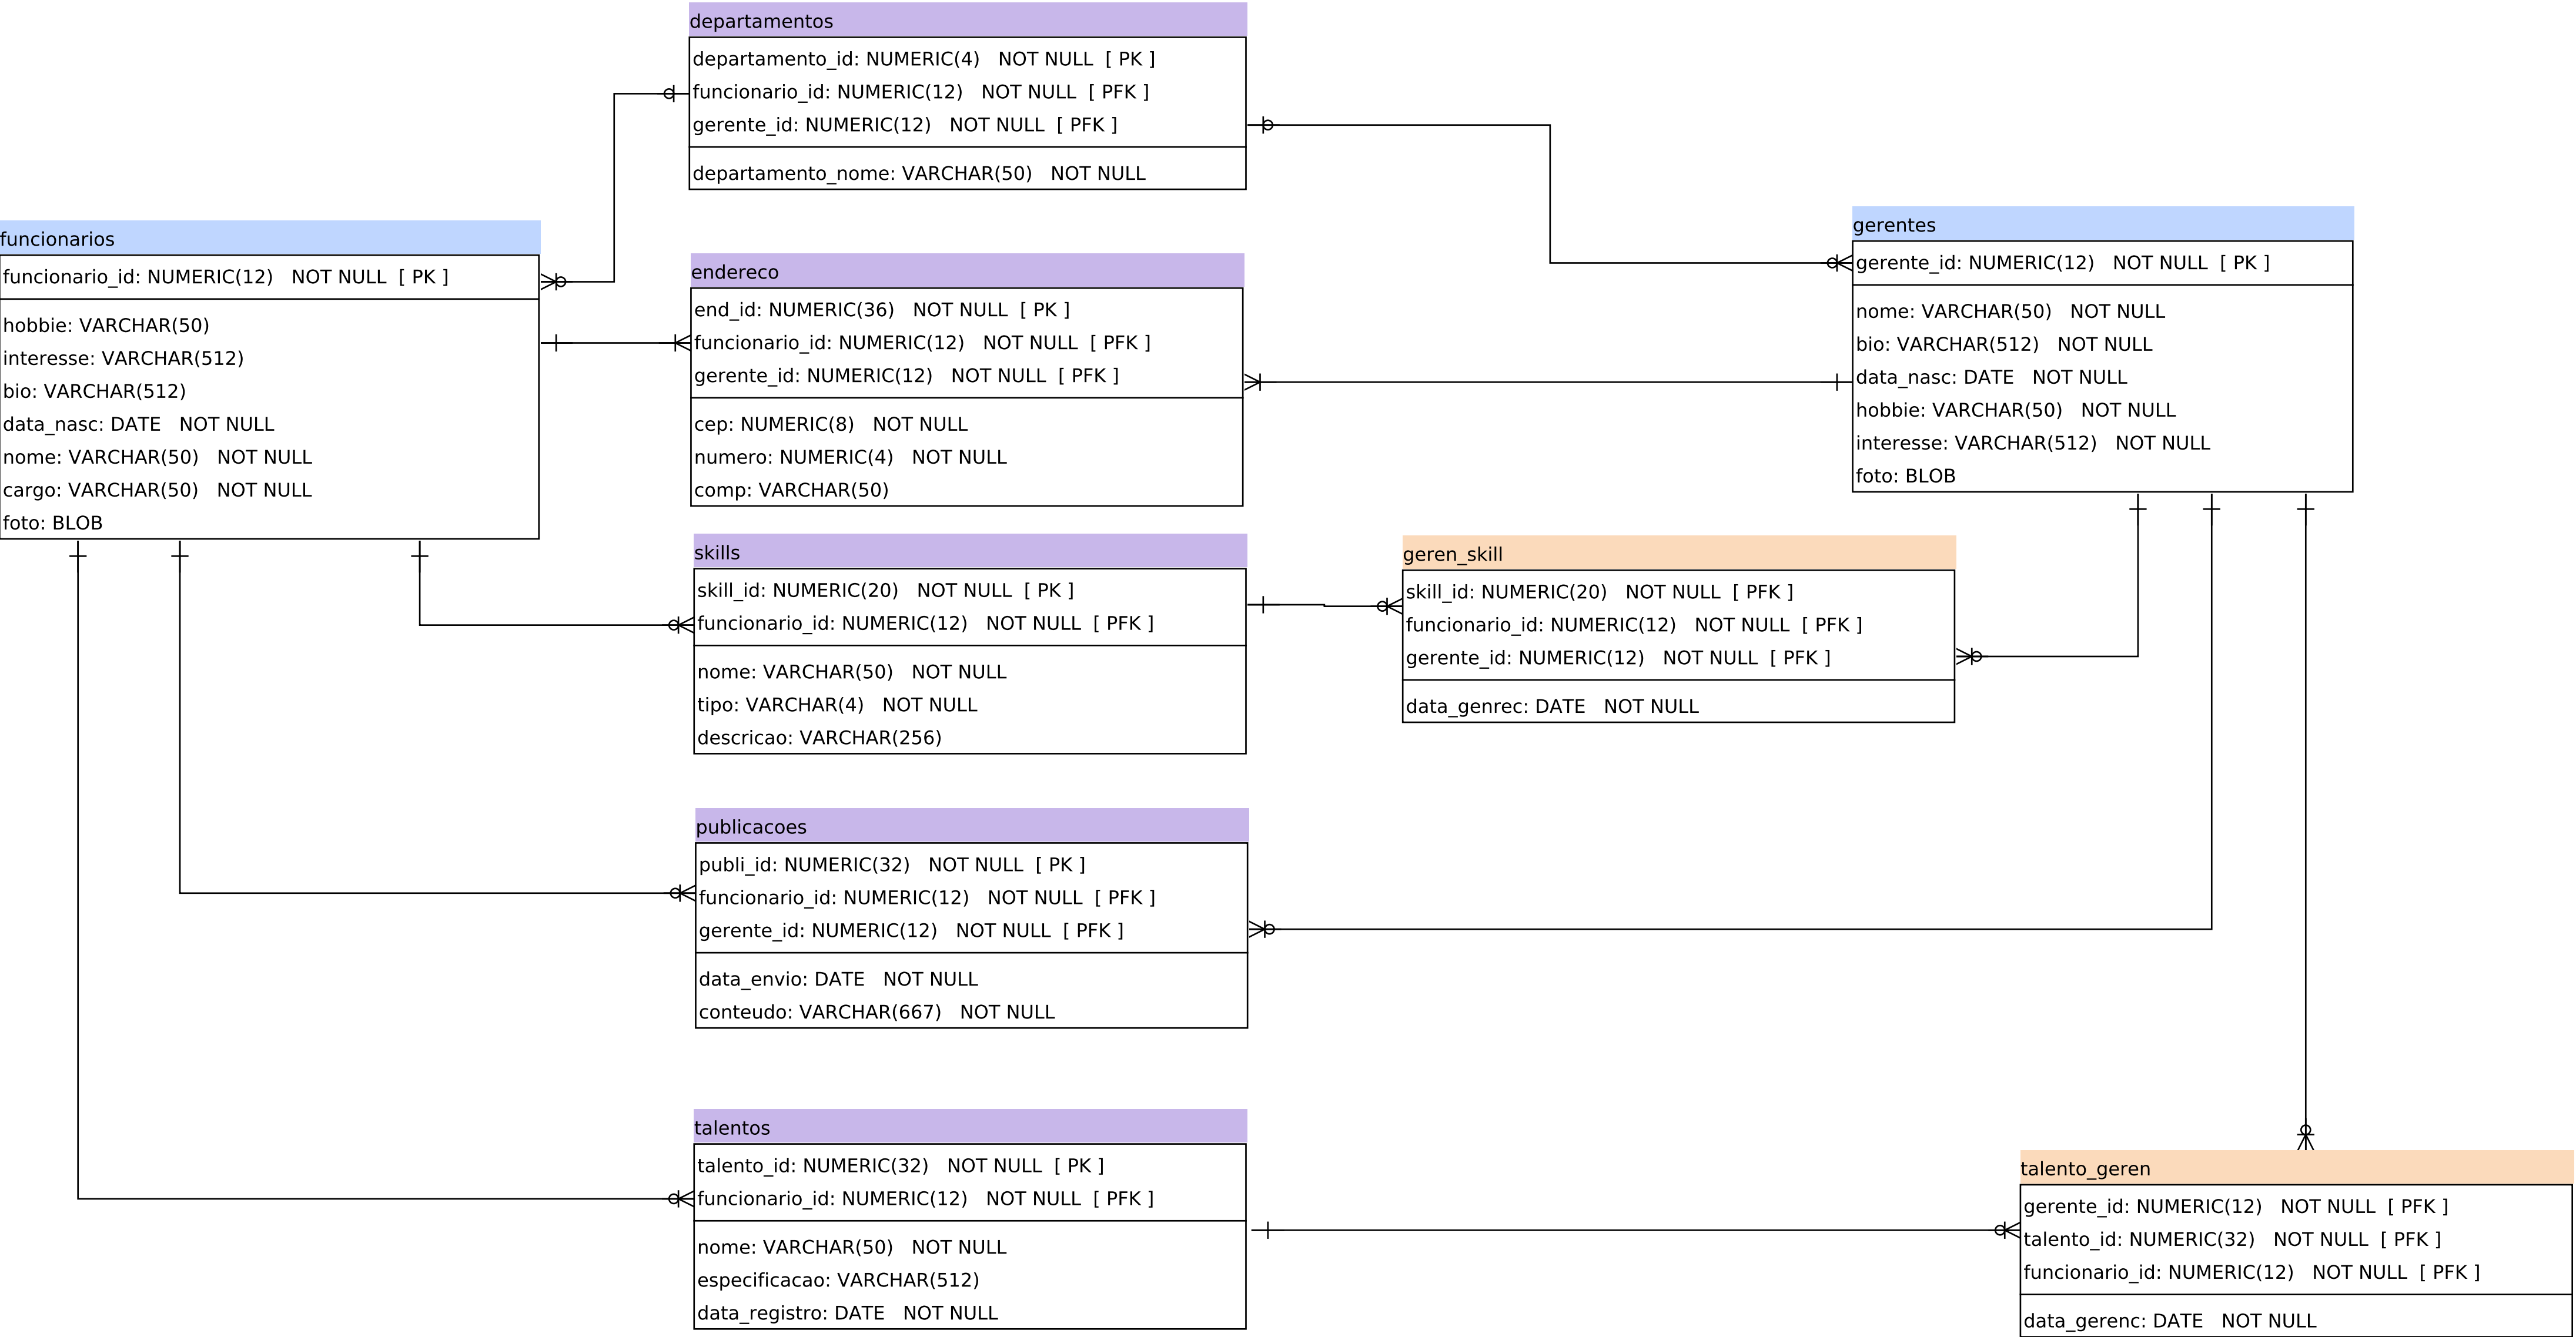 departamentos
departamento_id: NUMERIC(4) NOT NULL [ PK ]
funcionario_id: NUMERIC(12) NOT NULL [ PFK ]
gerente_id: NUMERIC(12) NOT NULL [ PFK ]
departamento_nome: VARCHAR(50) NOT NULL
funcionarios
funcionario_id: NUMERIC(12) NOT NULL [ PK ]
hobbie: VARCHAR(50)
interesse: VARCHAR(512)
bio: VARCHAR(512)
data_nasc: DATE NOT NULL
nome: VARCHAR(50) NOT NULL
cargo: VARCHAR(50) NOT NULL
foto: BLOB
endereco
end_id: NUMERIC(36) NOT NULL [ PK ]
funcionario_id: NUMERIC(12) NOT NULL [ PFK ]
gerente_id: NUMERIC(12) NOT NULL [ PFK ]
cep: NUMERIC(8) NOT NULL
numero: NUMERIC(4) NOT NULL
comp: VARCHAR(50)
gerentes
gerente_id: NUMERIC(12) NOT NULL [ PK ]
nome: VARCHAR(50) NOT NULL
bio: VARCHAR(512) NOT NULL
data_nasc: DATE NOT NULL
hobbie: VARCHAR(50) NOT NULL
interesse: VARCHAR(512) NOT NULL
foto: BLOB
skills
skill_id: NUMERIC(20) NOT NULL [ PK ]
funcionario_id: NUMERIC(12) NOT NULL [ PFK ]
nome: VARCHAR(50) NOT NULL
tipo: VARCHAR(4) NOT NULL
descricao: VARCHAR(256)
geren_skill
skill_id: NUMERIC(20) NOT NULL [ PFK ]
funcionario_id: NUMERIC(12) NOT NULL [ PFK ]
gerente_id: NUMERIC(12) NOT NULL [ PFK ]
data_genrec: DATE NOT NULL
publicacoes
publi_id: NUMERIC(32) NOT NULL [ PK ]
funcionario_id: NUMERIC(12) NOT NULL [ PFK ]
gerente_id: NUMERIC(12) NOT NULL [ PFK ]
data_envio: DATE NOT NULL
conteudo: VARCHAR(667) NOT NULL
talentos
talento_id: NUMERIC(32) NOT NULL [ PK ]
funcionario_id: NUMERIC(12) NOT NULL [ PFK ]
nome: VARCHAR(50) NOT NULL
especificacao: VARCHAR(512)
data_registro: DATE NOT NULL
talento_geren
gerente_id: NUMERIC(12) NOT NULL [ PFK ]
talento_id: NUMERIC(32) NOT NULL [ PFK ]
funcionario_id: NUMERIC(12) NOT NULL [ PFK ]
data_gerenc: DATE NOT NULL